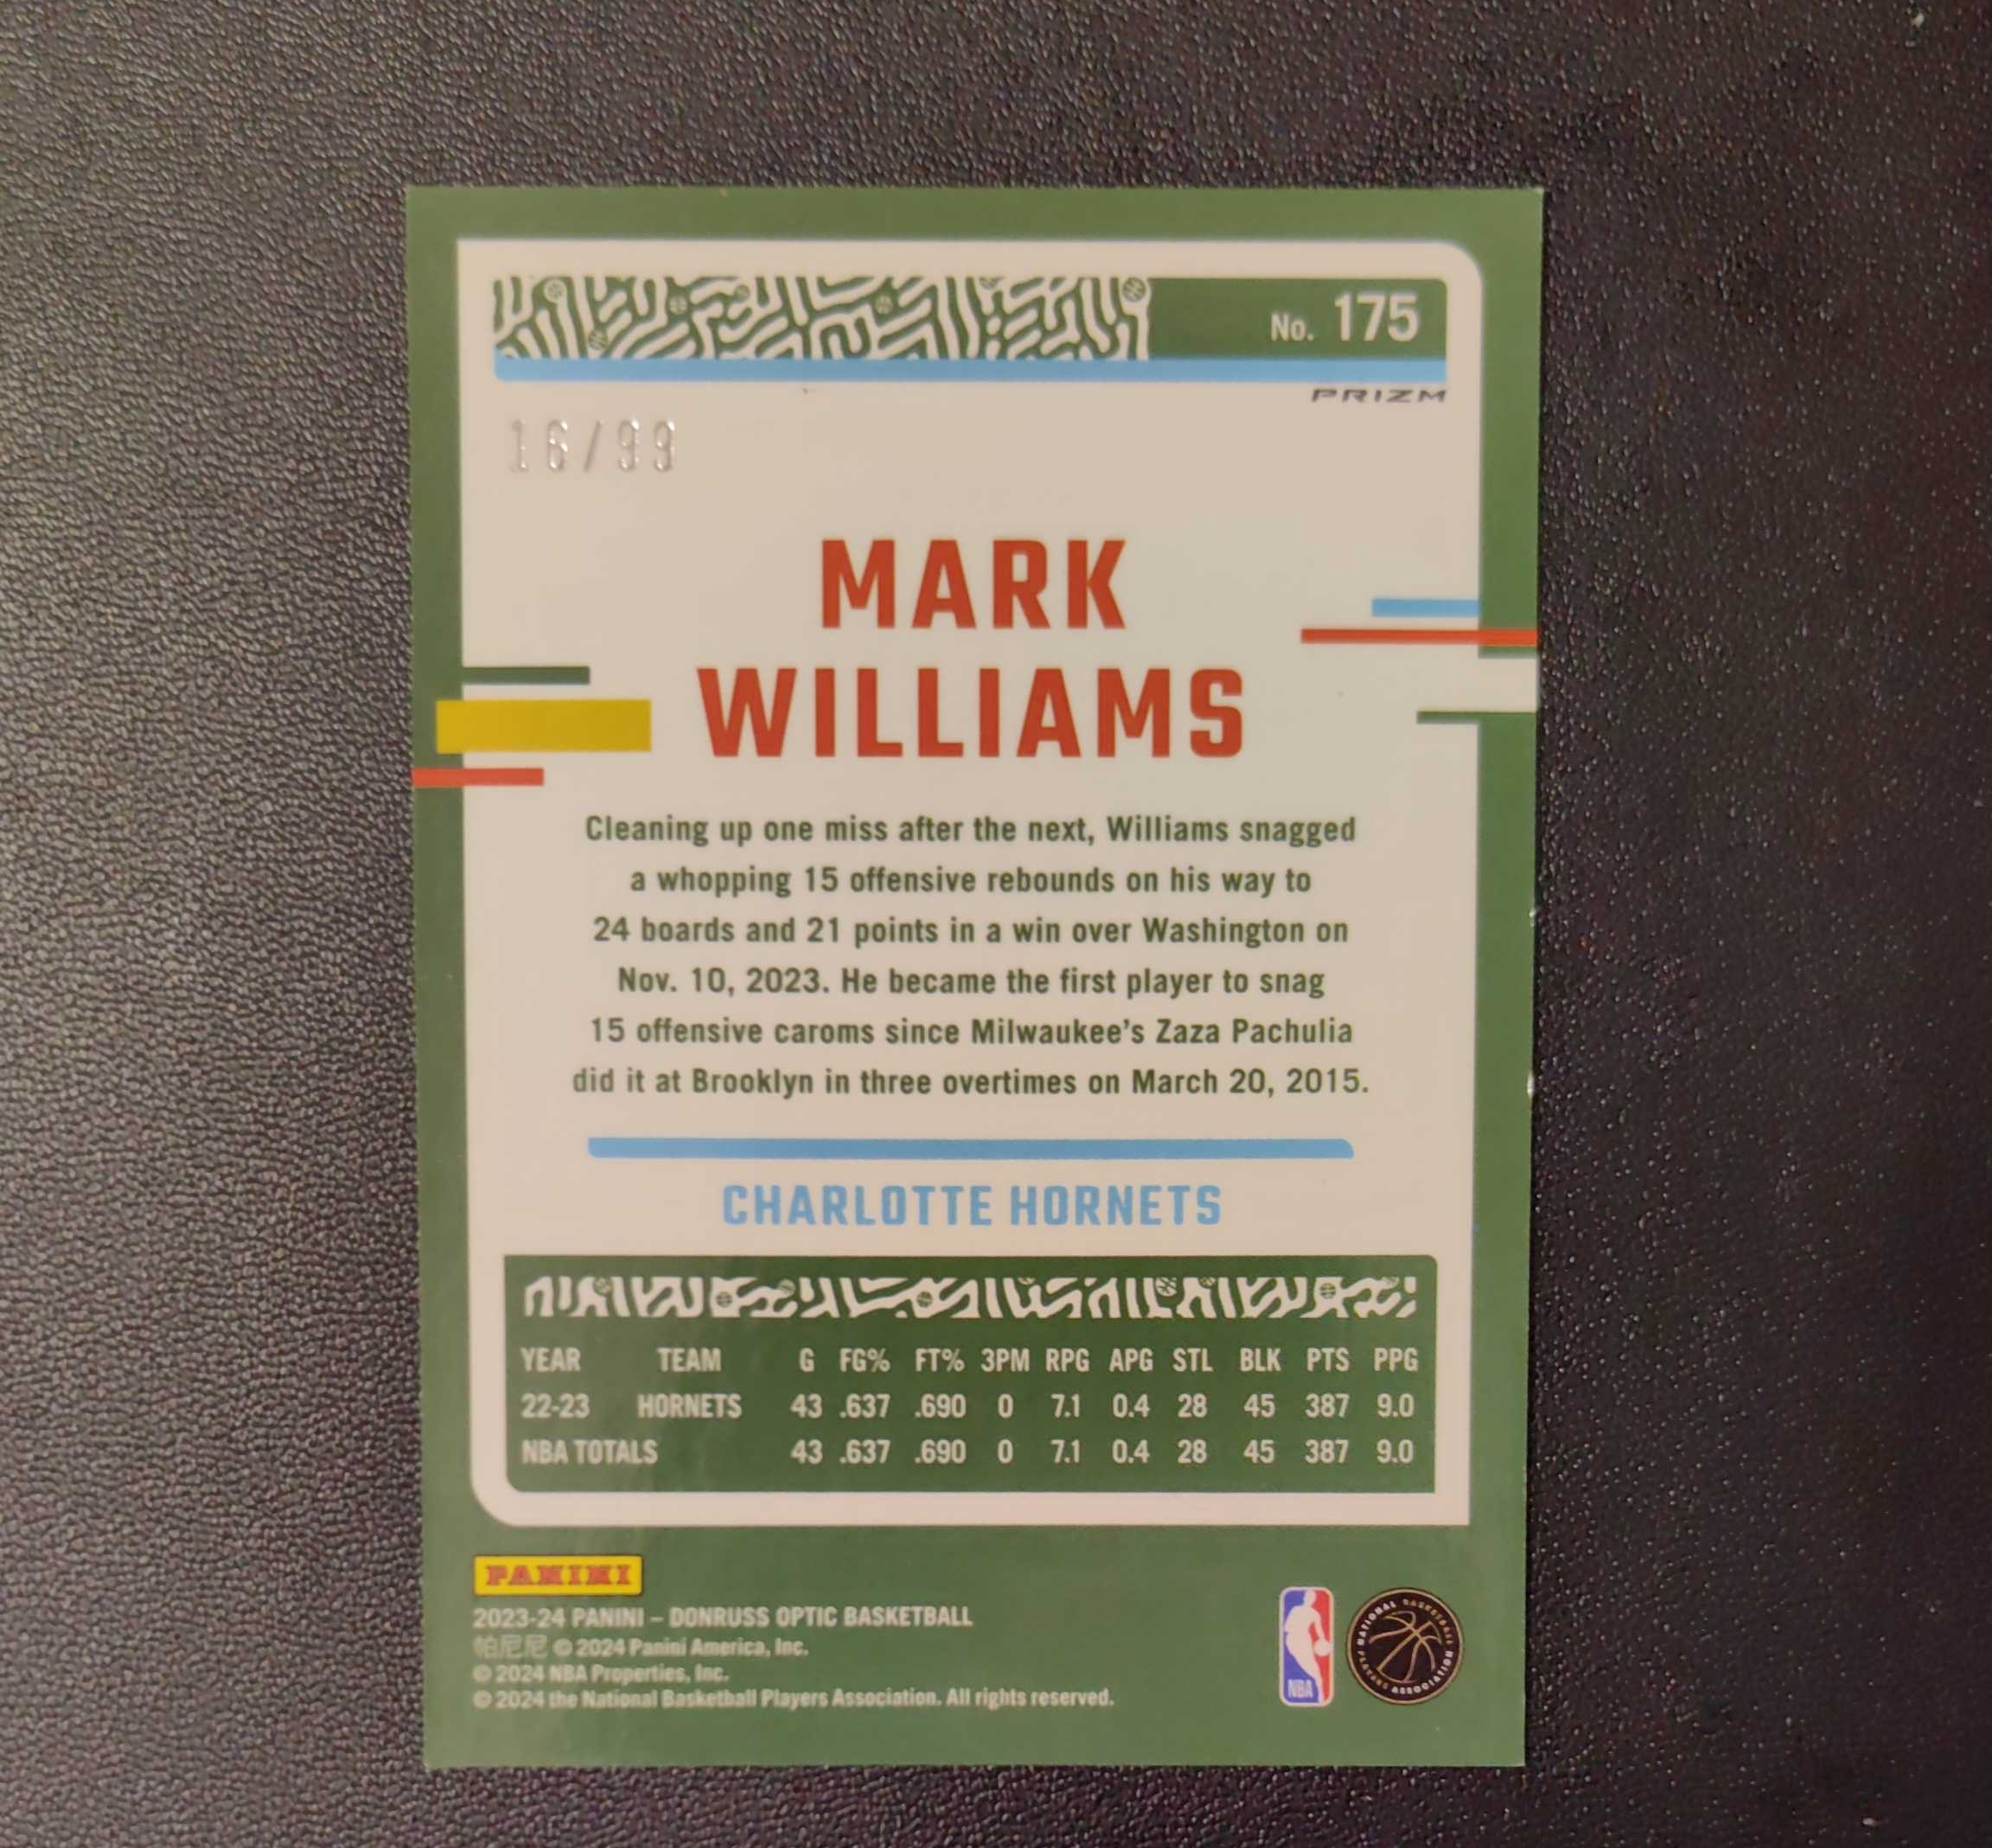 No. 175
PRIZM
16/99
MARK
WILLIAMS
Cleaning up one miss after the next, Williams snagged
a whopping 15 offensive rebounds on his way to
24 boards and 21 points in a win over Washington on
Nov. 10, 2023. He became the first player to snag
15 offensive caroms since Milwaukee's Zaza Pachulia
did it at Brooklyn in three overtimes on March 20, 2015.
CHARLOTTE HORNETS
YEAR TEAM G FG% FT% 3PM RPG APG STL BLK PTS PPG
22-23 HORNETS 43 .637 .690 0 7.1 0.4 28 45 387 9.0
NBA TOTALS 43 .637 .690 0 7.1 0.4 28 45 387 9.0
PANINI
2023-24 PANINI – DONRUSS OPTIC BASKETBALL
帕尼尼 © 2024 Panini America, Inc.
© 2024 NBA Properties, Inc.
© 2024 the National Basketball Players Association. All rights reserved.
NBA
NATIONAL BASKETBALL PLAYERS ASSOCIATION